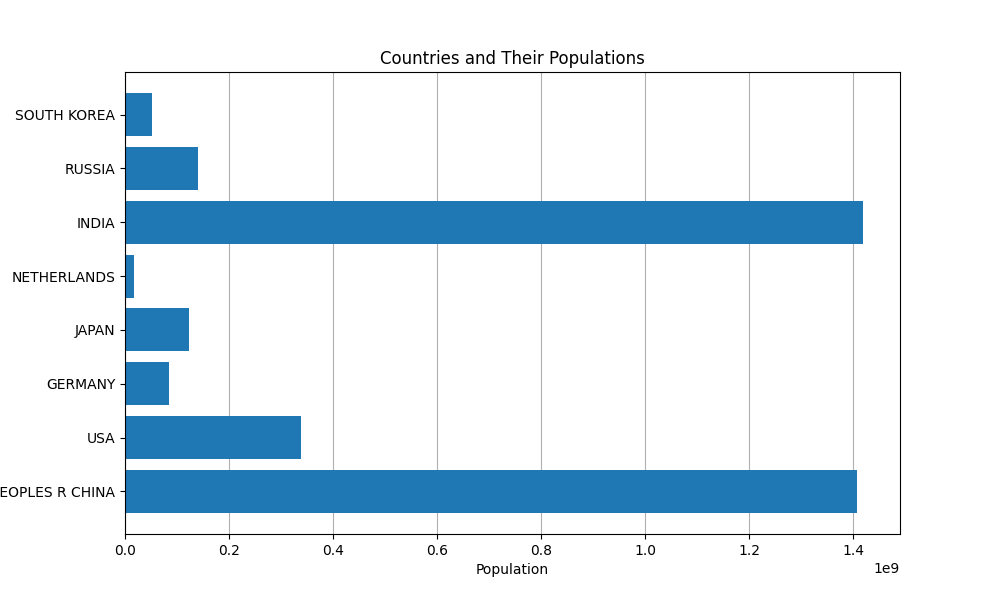 Countries and Their Populations
SOUTH KOREA
RUSSIA
INDIA
NETHERLANDS
JAPAN
GERMANY
USA
EOPLES R CHINA
0.0 0.2 0.4 0.6 0.8 1.0 1.2 1.4
1e9
Population